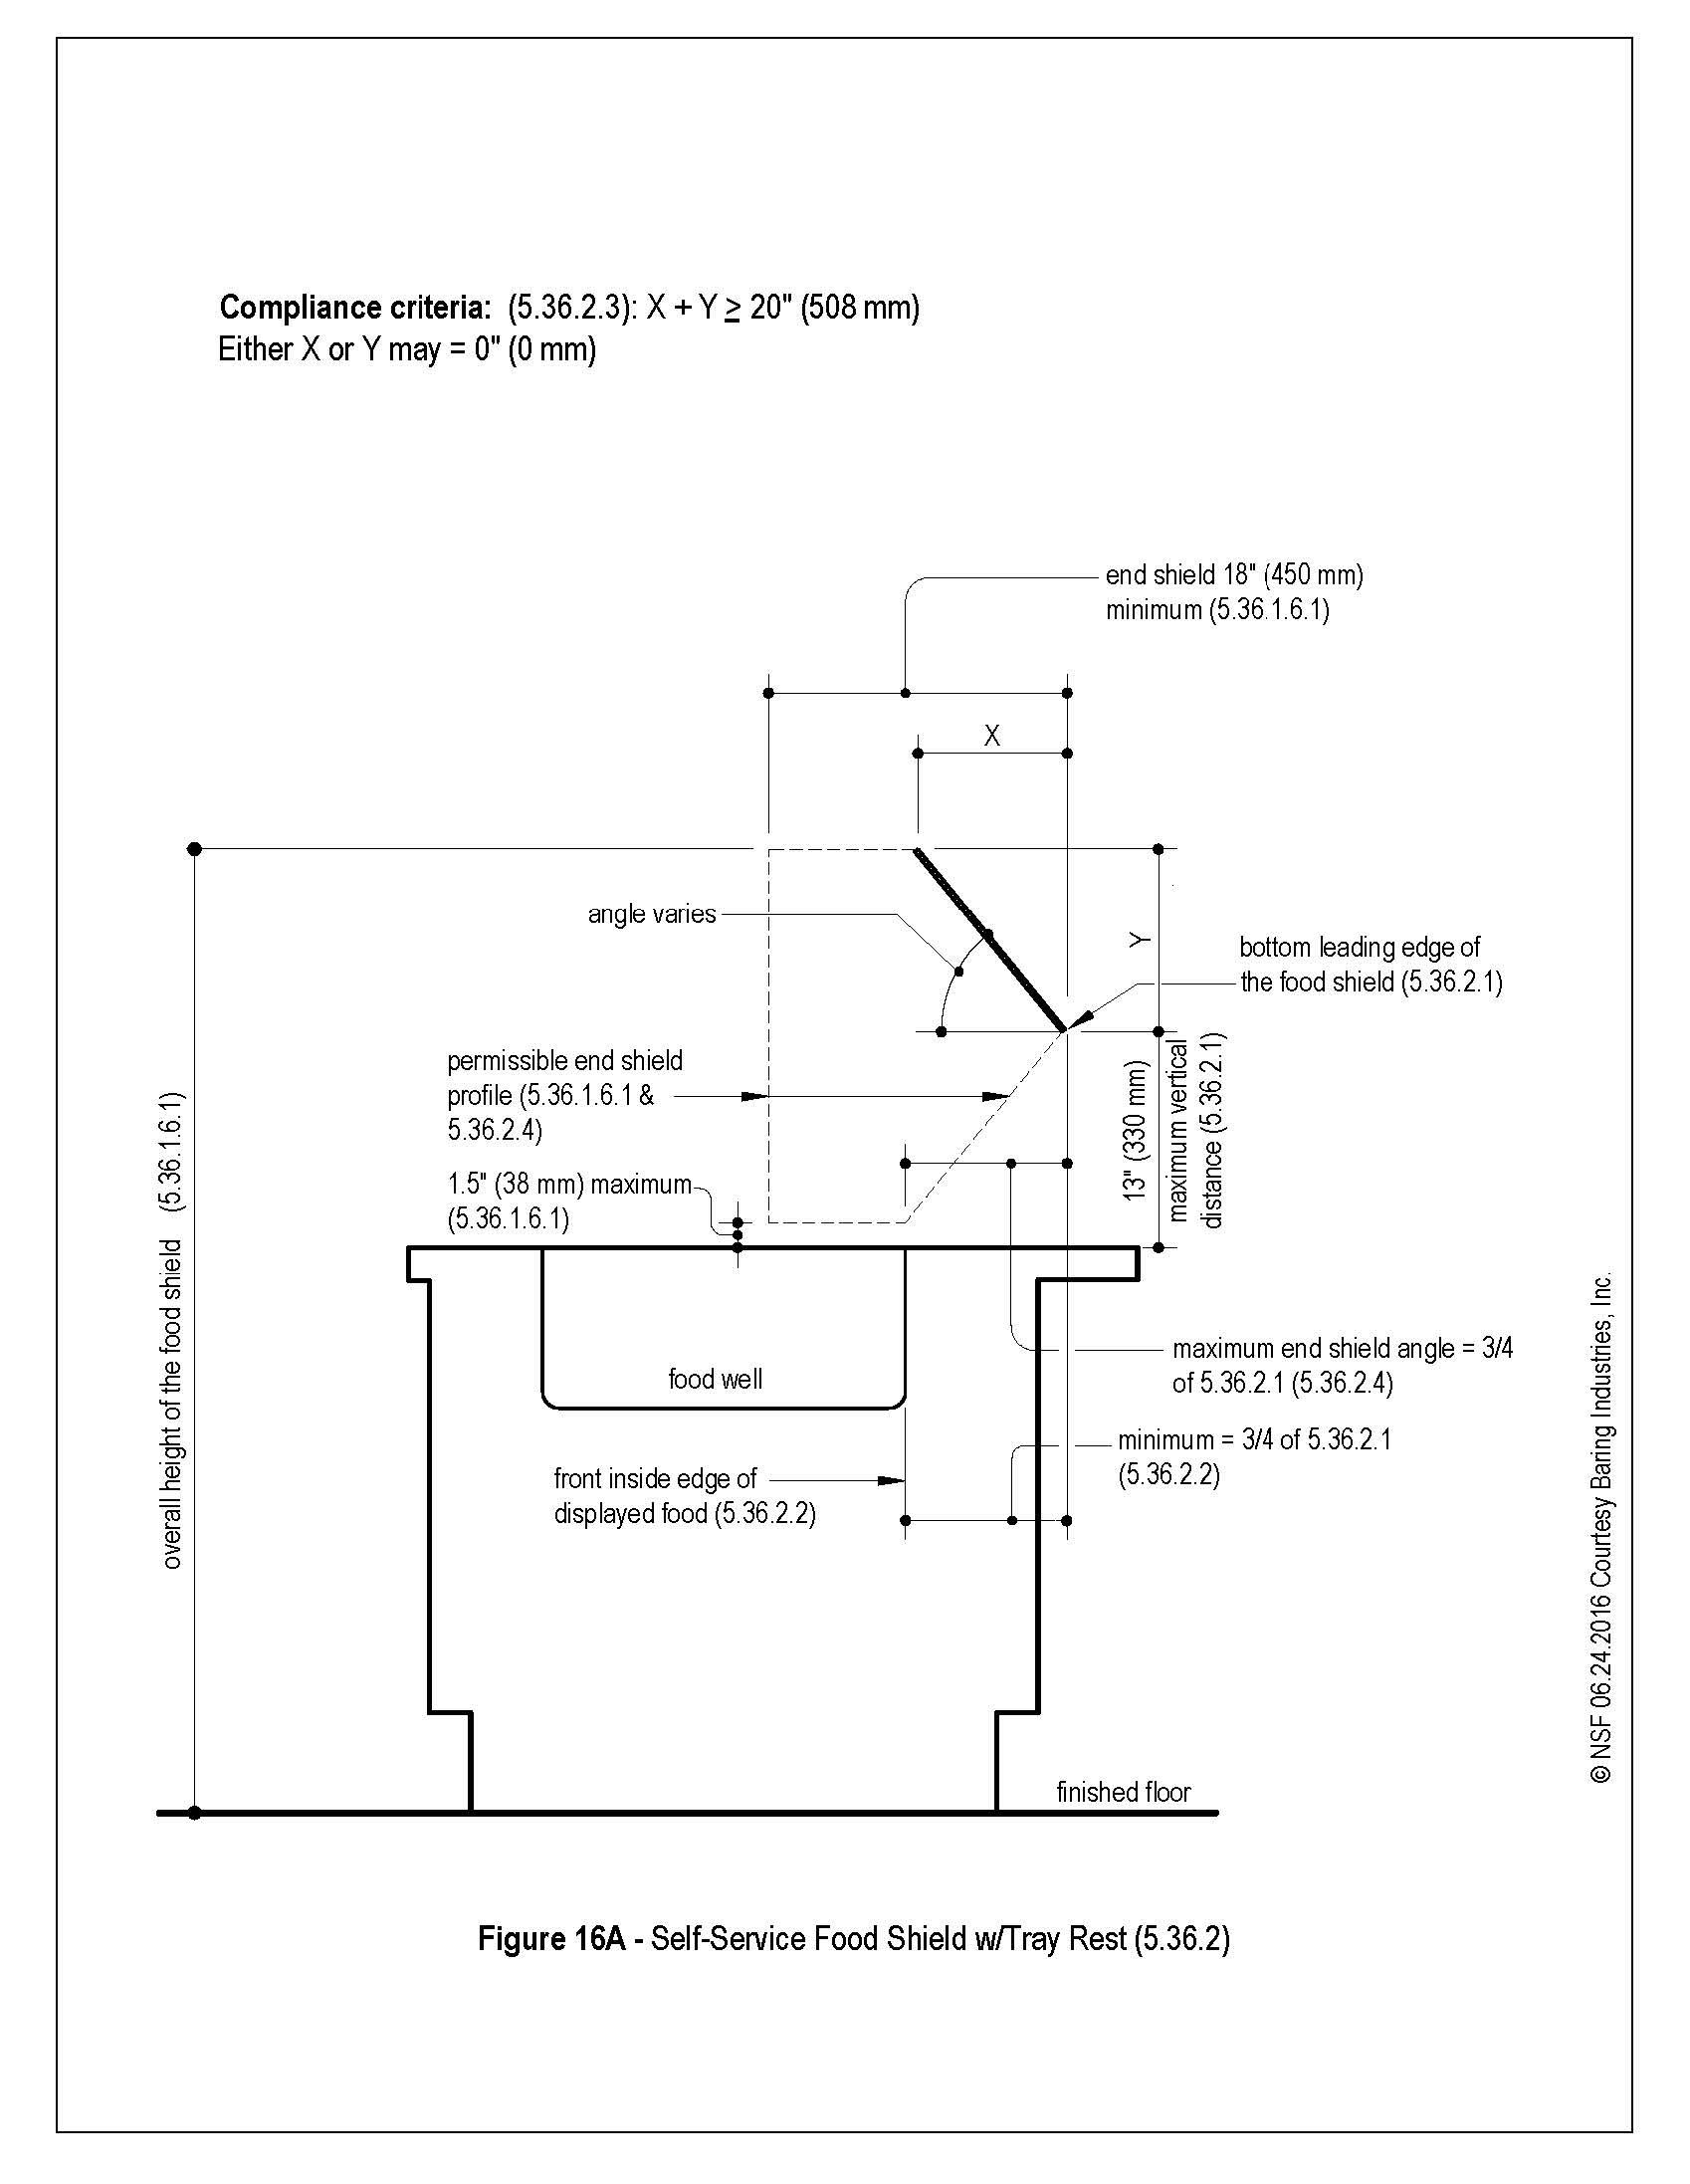 Compliance criteria: (5.36.2.3): X + Y ≥ 20" (508 mm)
Either X or Y may = 0" (0 mm)
end shield 18" (450 mm)
minimum (5.36.1.6.1)
X
angle varies
Y
bottom leading edge of
the food shield (5.36.2.1)
permissible end shield
profile (5.36.1.6.1 &
5.36.2.4)
13" (330 mm)
maximum vertical
distance (5.36.2.1)
1.5" (38 mm) maximum
(5.36.1.6.1)
overall height of the food shield (5.36.1.6.1)
food well
maximum end shield angle = 3/4
of 5.36.2.1 (5.36.2.4)
minimum = 3/4 of 5.36.2.1
(5.36.2.2)
front inside edge of
displayed food (5.36.2.2)
finished floor
© NSF 06.24.2016 Courtesy Baring Industries, Inc.
Figure 16A - Self-Service Food Shield w/Tray Rest (5.36.2)